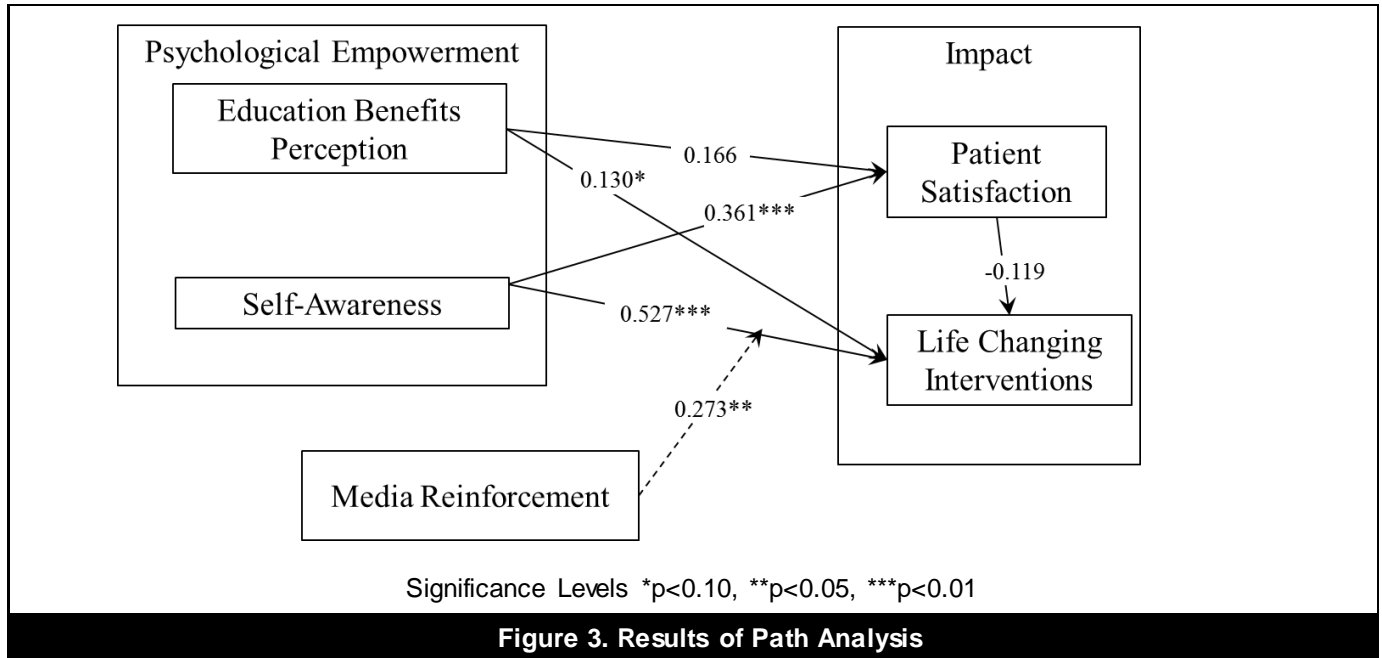 Psychological Empowerment
Education Benefits
Perception
Self-Awareness
Media Reinforcement
0.166
0.130*
0.361***
0.527***
0.273**
Impact
Patient
Satisfaction
-0.119
Life Changing
Interventions
Significance Levels *p<0.10, **p<0.05, ***p<0.01
Figure 3. Results of Path Analysis